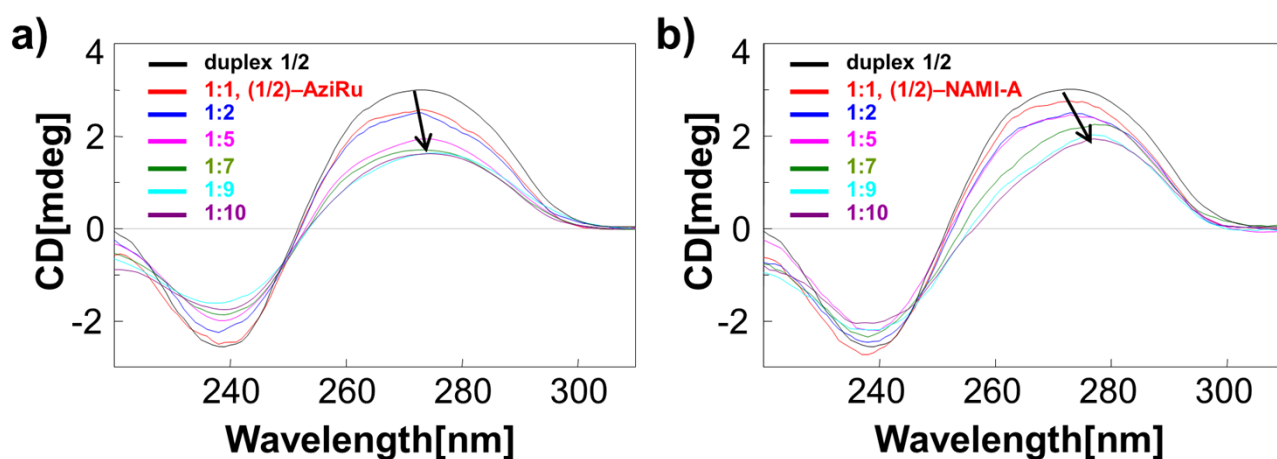 a)
CD[mdeg]
4
2
0
-2
duplex 1/2
1:1, (1/2)–AziRu
1:2
1:5
1:7
1:9
1:10
240
260
280
300
Wavelength[nm]
b)
CD[mdeg]
4
2
0
-2
duplex 1/2
1:1, (1/2)–NAMI-A
1:2
1:5
1:7
1:9
1:10
240
260
280
300
Wavelength[nm]